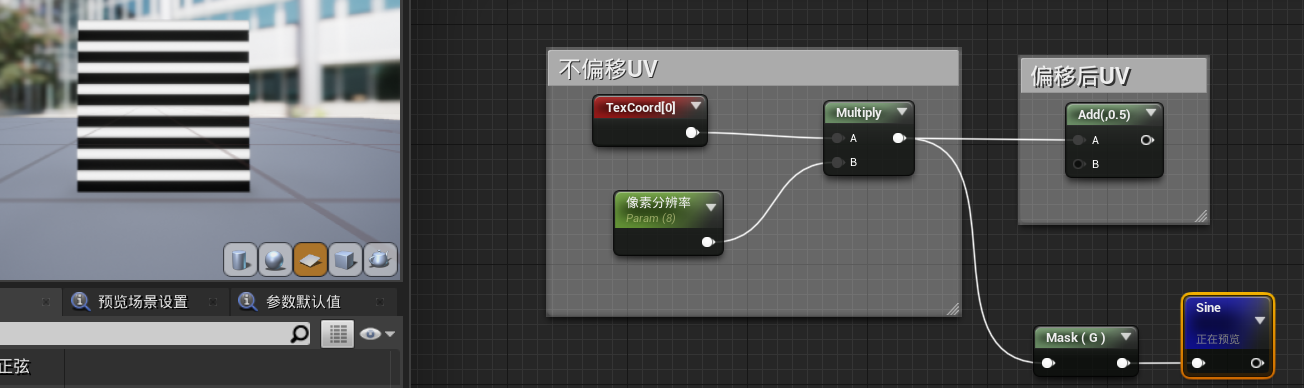 不偏移UV
偏移后UV
TexCoord[0]
Multiply
A
B
Add(,0.5)
A
B
像素分辨率
Param (8)
预览场景设置
参数默认值
正弦
Mask ( G )
Sine
正在预览